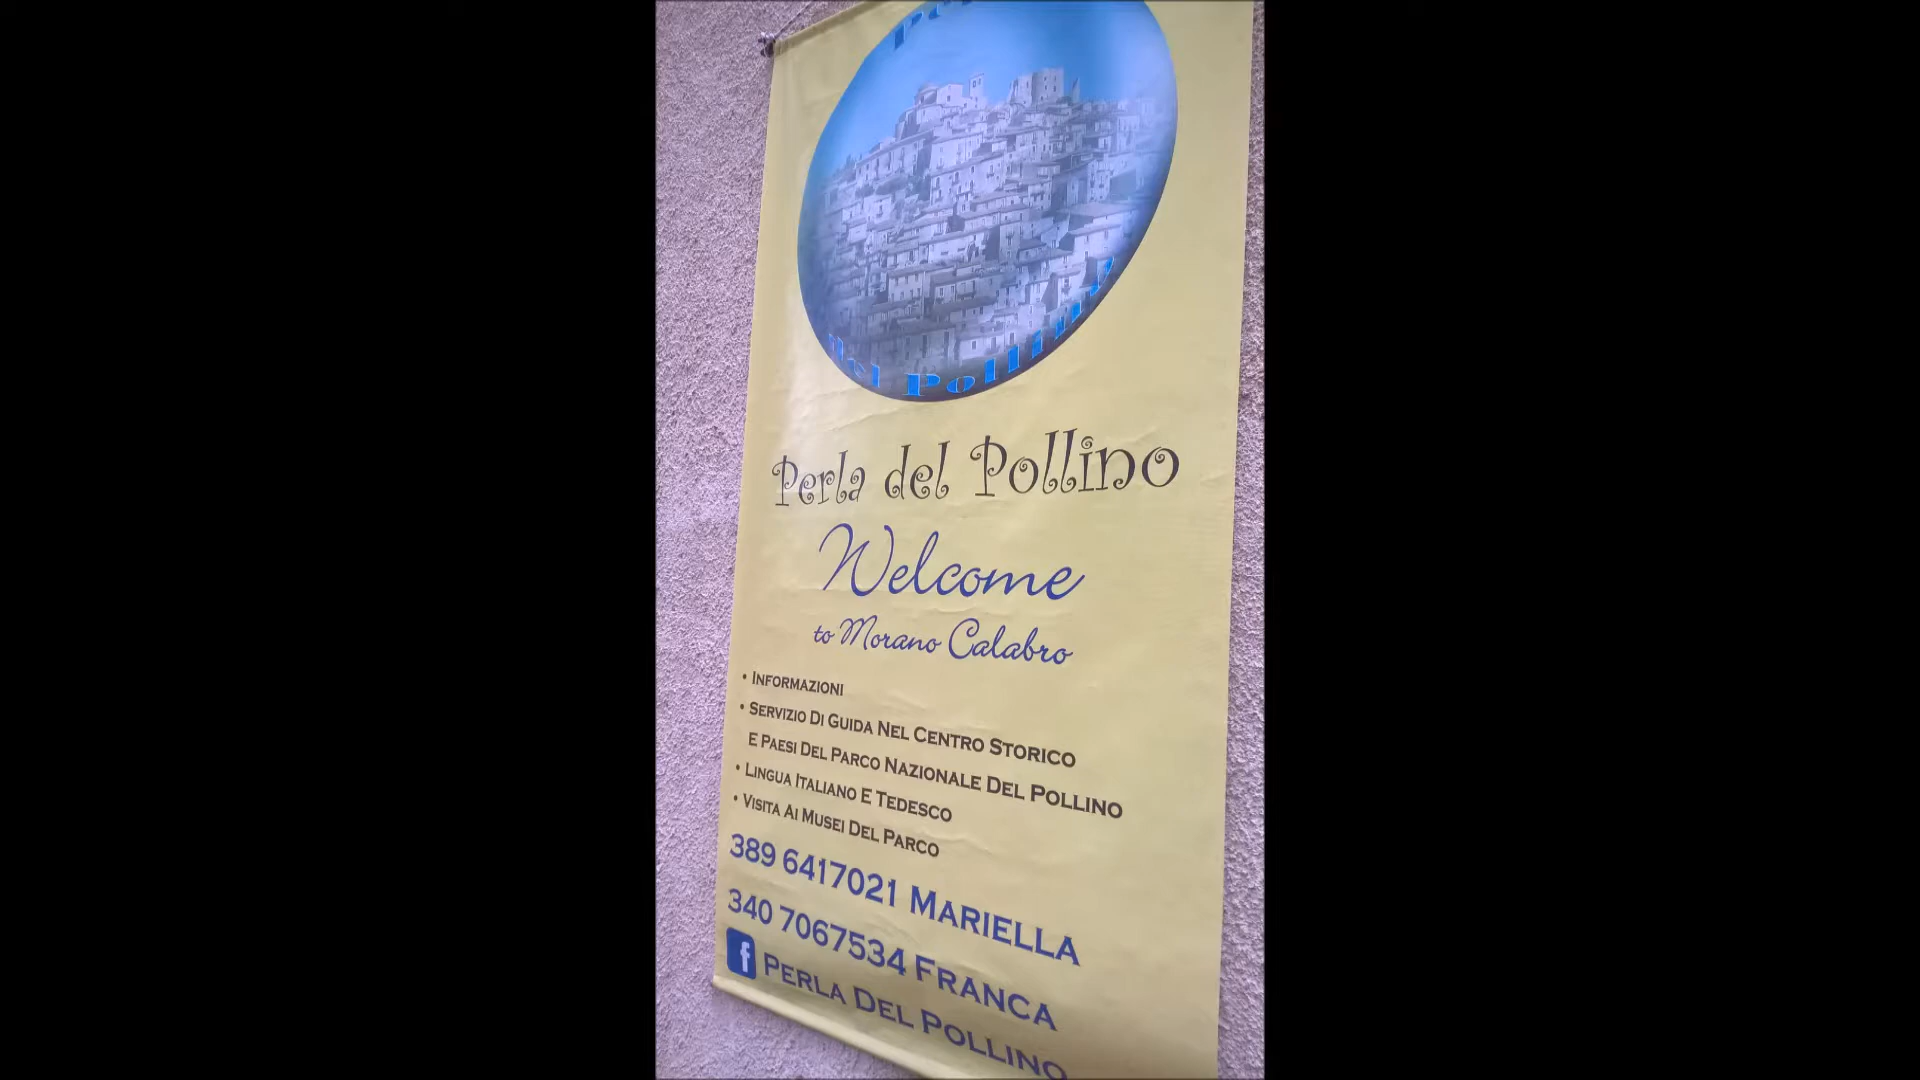 del Pollino
Perla del Pollino
Welcome
to Morano Calabro
• INFORMAZIONI
• SERVIZIO DI GUIDA NEL CENTRO STORICO
E PAESI DEL PARCO NAZIONALE DEL POLLINO
• LINGUA ITALIANO E TEDESCO
• VISITA AI MUSEI DEL PARCO
389 6417021 MARIELLA
340 7067534 FRANCA
f PERLA DEL POLLINO